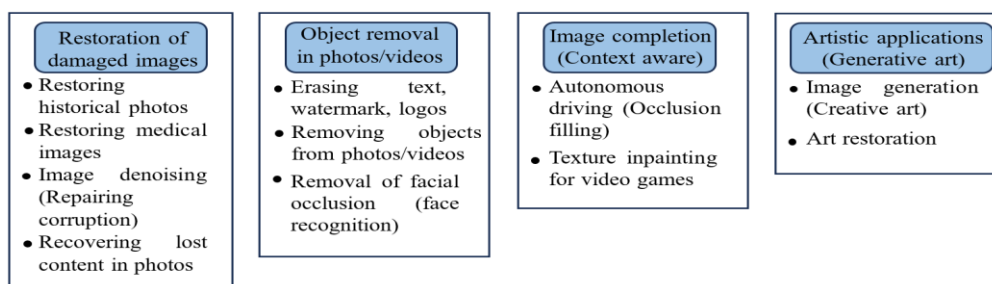 Restoration of
damaged images
• Restoring
historical photos
• Restoring medical
images
• Image denoising
(Repairing
corruption)
• Recovering lost
content in photos
Object removal
in photos/videos
• Erasing text,
watermark, logos
• Removing objects
from photos/videos
• Removal of facial
occlusion (face
recognition)
Image completion
(Context aware)
• Autonomous
driving (Occlusion
filling)
• Texture inpainting
for video games
Artistic applications
(Generative art)
• Image generation
(Creative art)
• Art restoration